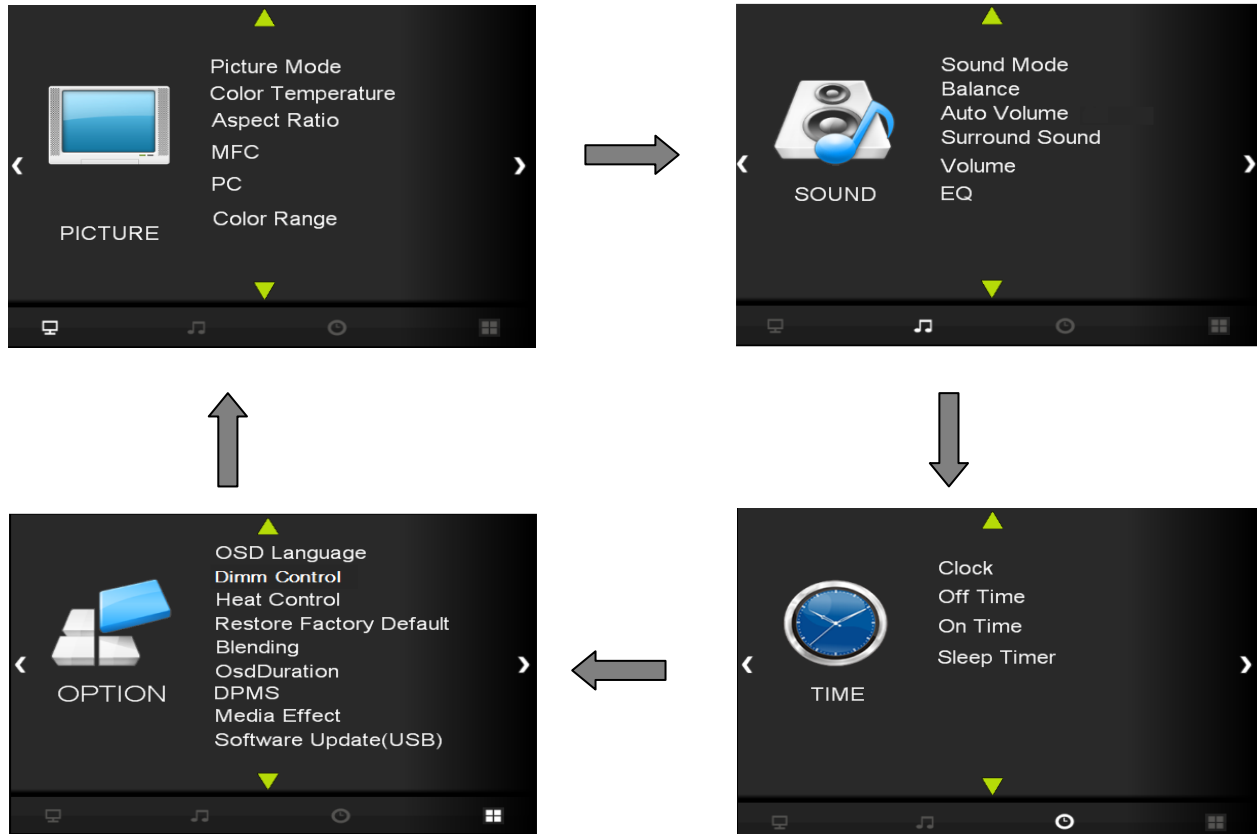 Picture Mode
Color Temperature
Aspect Ratio
MFC
PC
Color Range
PICTURE
Sound Mode
Balance
Auto Volume
Surround Sound
Volume
EQ
SOUND
OSD Language
Dimm Control
Heat Control
Restore Factory Default
Blending
OsdDuration
DPMS
Media Effect
Software Update(USB)
OPTION
Clock
Off Time
On Time
Sleep Timer
TIME